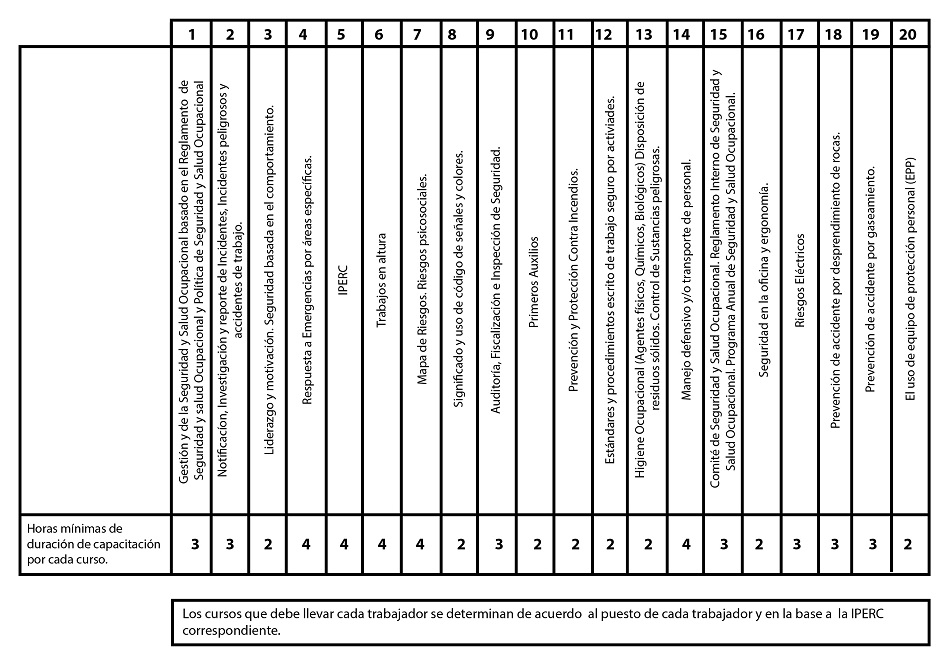 1 2 3 4 5 6 7 8 9 10 11 12 13 14 15 16 17 18 19 20
Gestión y de la Seguridad y Salud Ocupacional basado en el Reglamento de
Seguridad y salud Ocupacional y Política de Seguridad y Salud Ocupacional
Notificacíon, Investigación y reporte de Incidentes, Incidentes peligrosos y
accidentes de trabajo.
Liderazgo y motivación. Seguridad basada en el comportamiento.
Respuesta a Emergencias por áreas específicas.
IPERC
Trabajos en altura
Mapa de Riesgos. Riesgos psicosociales.
Significado y uso de código de señales y colores.
Auditoría, Fiscalización e Inspección de Seguridad.
Primeros Auxilios
Prevención y Protección Contra Incendios.
Estándares y procedimientos escrito de trabajo seguro por activiades.
Higiene Ocupacional (Agentes físicos, Químicos, Biológicos) Disposición de
residuos sólidos. Control de Sustancias peligrosas.
Manejo defensivo y/o transporte de personal.
Comité de Seguridad y Salud Ocupacional. Reglamento Interno de Seguridad y
Salud Ocupacional. Programa Anual de Seguridad y Salud Ocupacional.
Seguridad en la oficina y ergonomía.
Riesgos Eléctricos
Prevención de accidente por desprendimiento de rocas.
Prevención de accidente por gaseamiento.
El uso de equipo de protección personal (EPP)
Horas mínimas de
duración de capacitación
por cada curso.
3 3 2 4 4 4 4 2 3 2 2 2 2 4 3 2 3 3 3 2
Los cursos que debe llevar cada trabajador se determinan de acuerdo al puesto de cada trabajador y en la base a la IPERC
correspondiente.